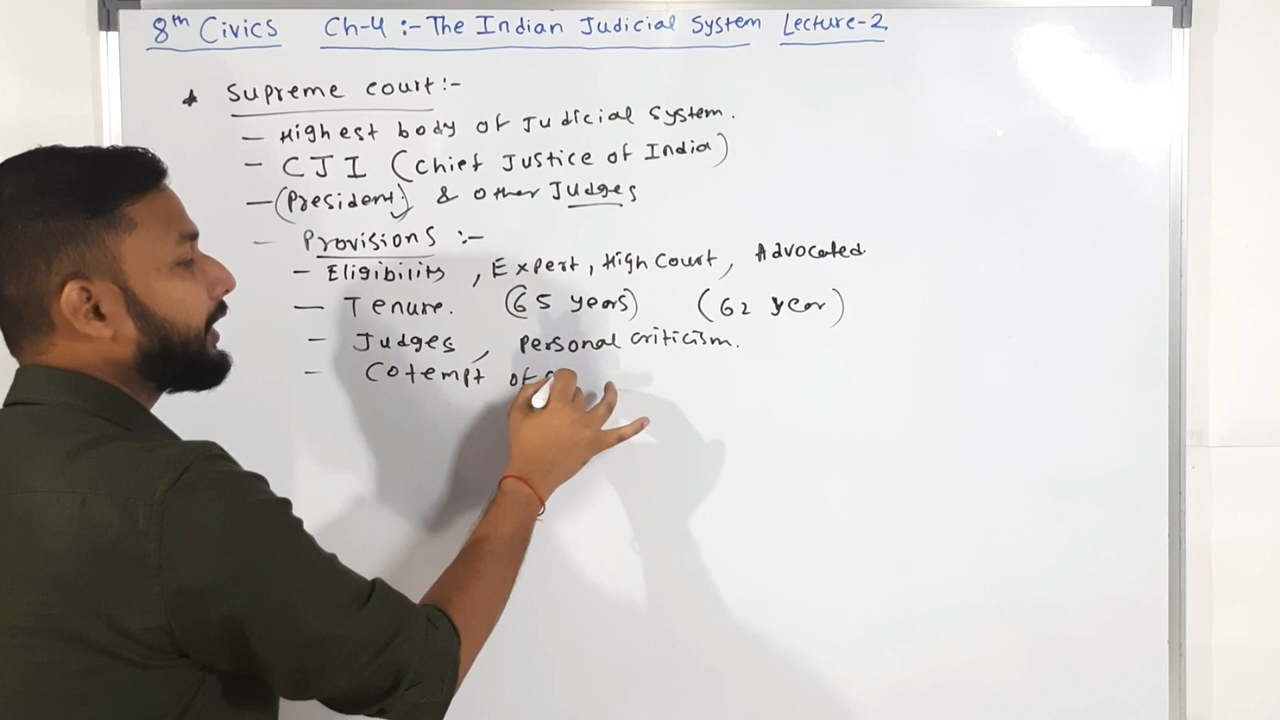 8th Civics Ch-4 :- The Indian Judicial System Lecture-2
* Supreme court :-
- Highest body of Judicial System.
- CJI (Chief Justice of India)
- (President) & other Judges
- Provisions :-
- Eligibility, Expert, High Court, Advocated
- Tenure. (65 years) (62 year)
- Judges, personal criticism.
- Cotempt of